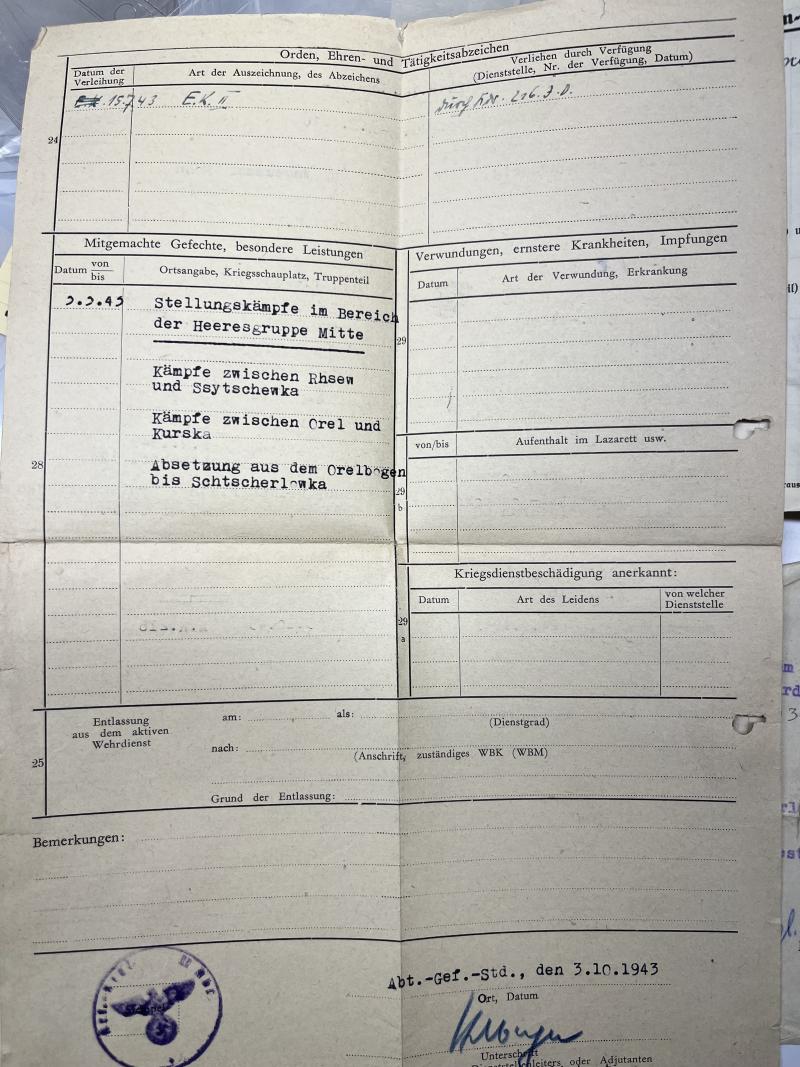 Orden, Ehren- und Tätigkeitsabzeichen
Datum der
Verleihung
Art der Auszeichnung, des Abzeichens
Verliehen durch Verfügung
(Dienststelle, Nr. der Verfügung, Datum)
24
15.7.43 E.K. II
216. J.D.
Mitgemachte Gefechte, besondere Leistungen
Datum von
bis
Ortsangabe, Kriegsschauplatz, Truppenteil
28
Stellungskämpfe im Bereich
der Heeresgruppe Mitte
Kämpfe zwischen Rhsew
und Ssytschewka
Kämpfe zwischen Orel und
Kurska
Absetzung aus dem Orelbogen
bis Schtscherlowka
Verwundungen, ernstere Krankheiten, Impfungen
Datum
Art der Verwundung, Erkrankung
29
von/bis
Aufenthalt im Lazarett usw.
29
b
Kriegsdienstbeschädigung anerkannt:
Datum
Art des Leidens
von welcher
Dienststelle
29
a
25
Entlassung
aus dem aktiven
Wehrdienst
am: als:
(Dienstgrad)
nach:
(Anschrift, zuständiges WBK (WBM)
Grund der Entlassung:
Bemerkungen:
Abt.-Gef.-Std., den 3.10.1943
Ort, Datum
Unterschrift
oder Adjutanten